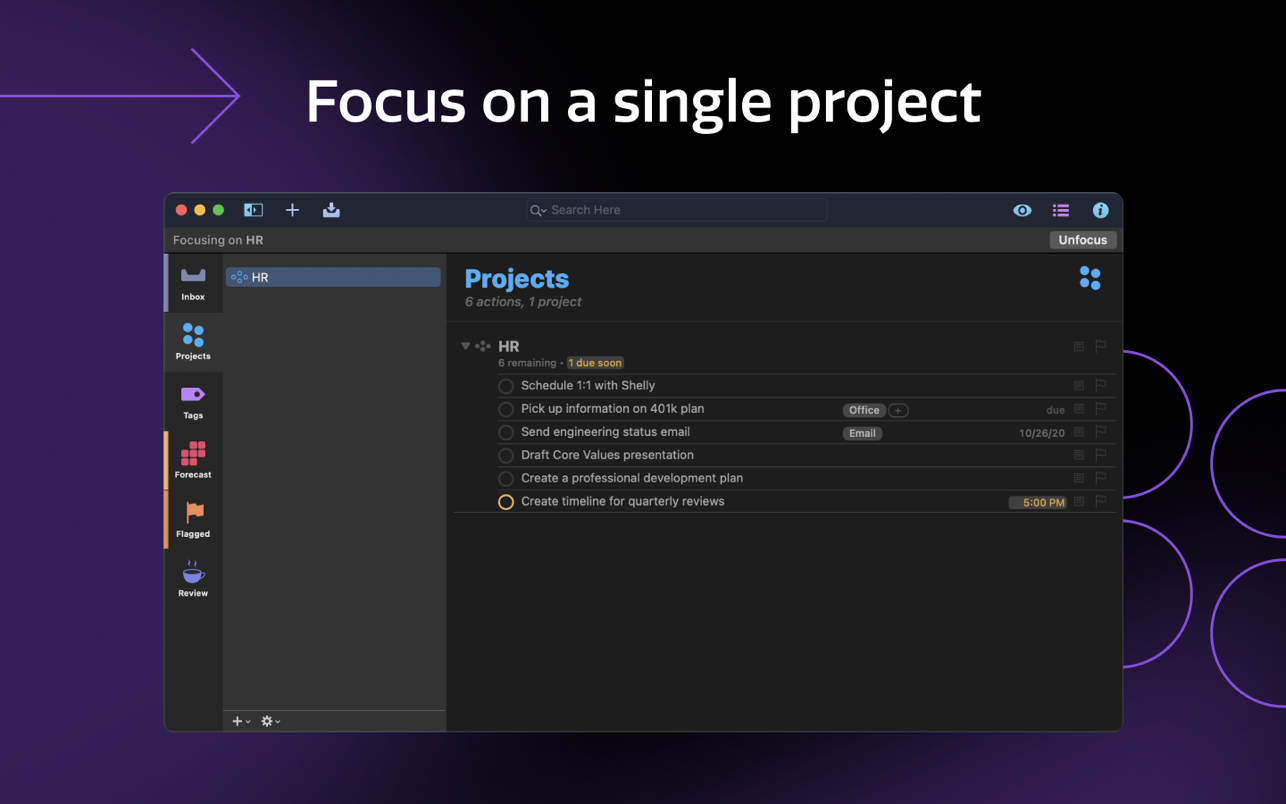 Focus on a single project
Search Here
Focusing on HR
Unfocus
Inbox
Projects
Tags
Forecast
Flagged
Review
HR
Projects
6 actions, 1 project
HR
6 remaining • 1 due soon
Schedule 1:1 with Shelly
Pick up information on 401k plan Office + due
Send engineering status email Email 10/26/20
Draft Core Values presentation
Create a professional development plan
Create timeline for quarterly reviews 5:00 PM